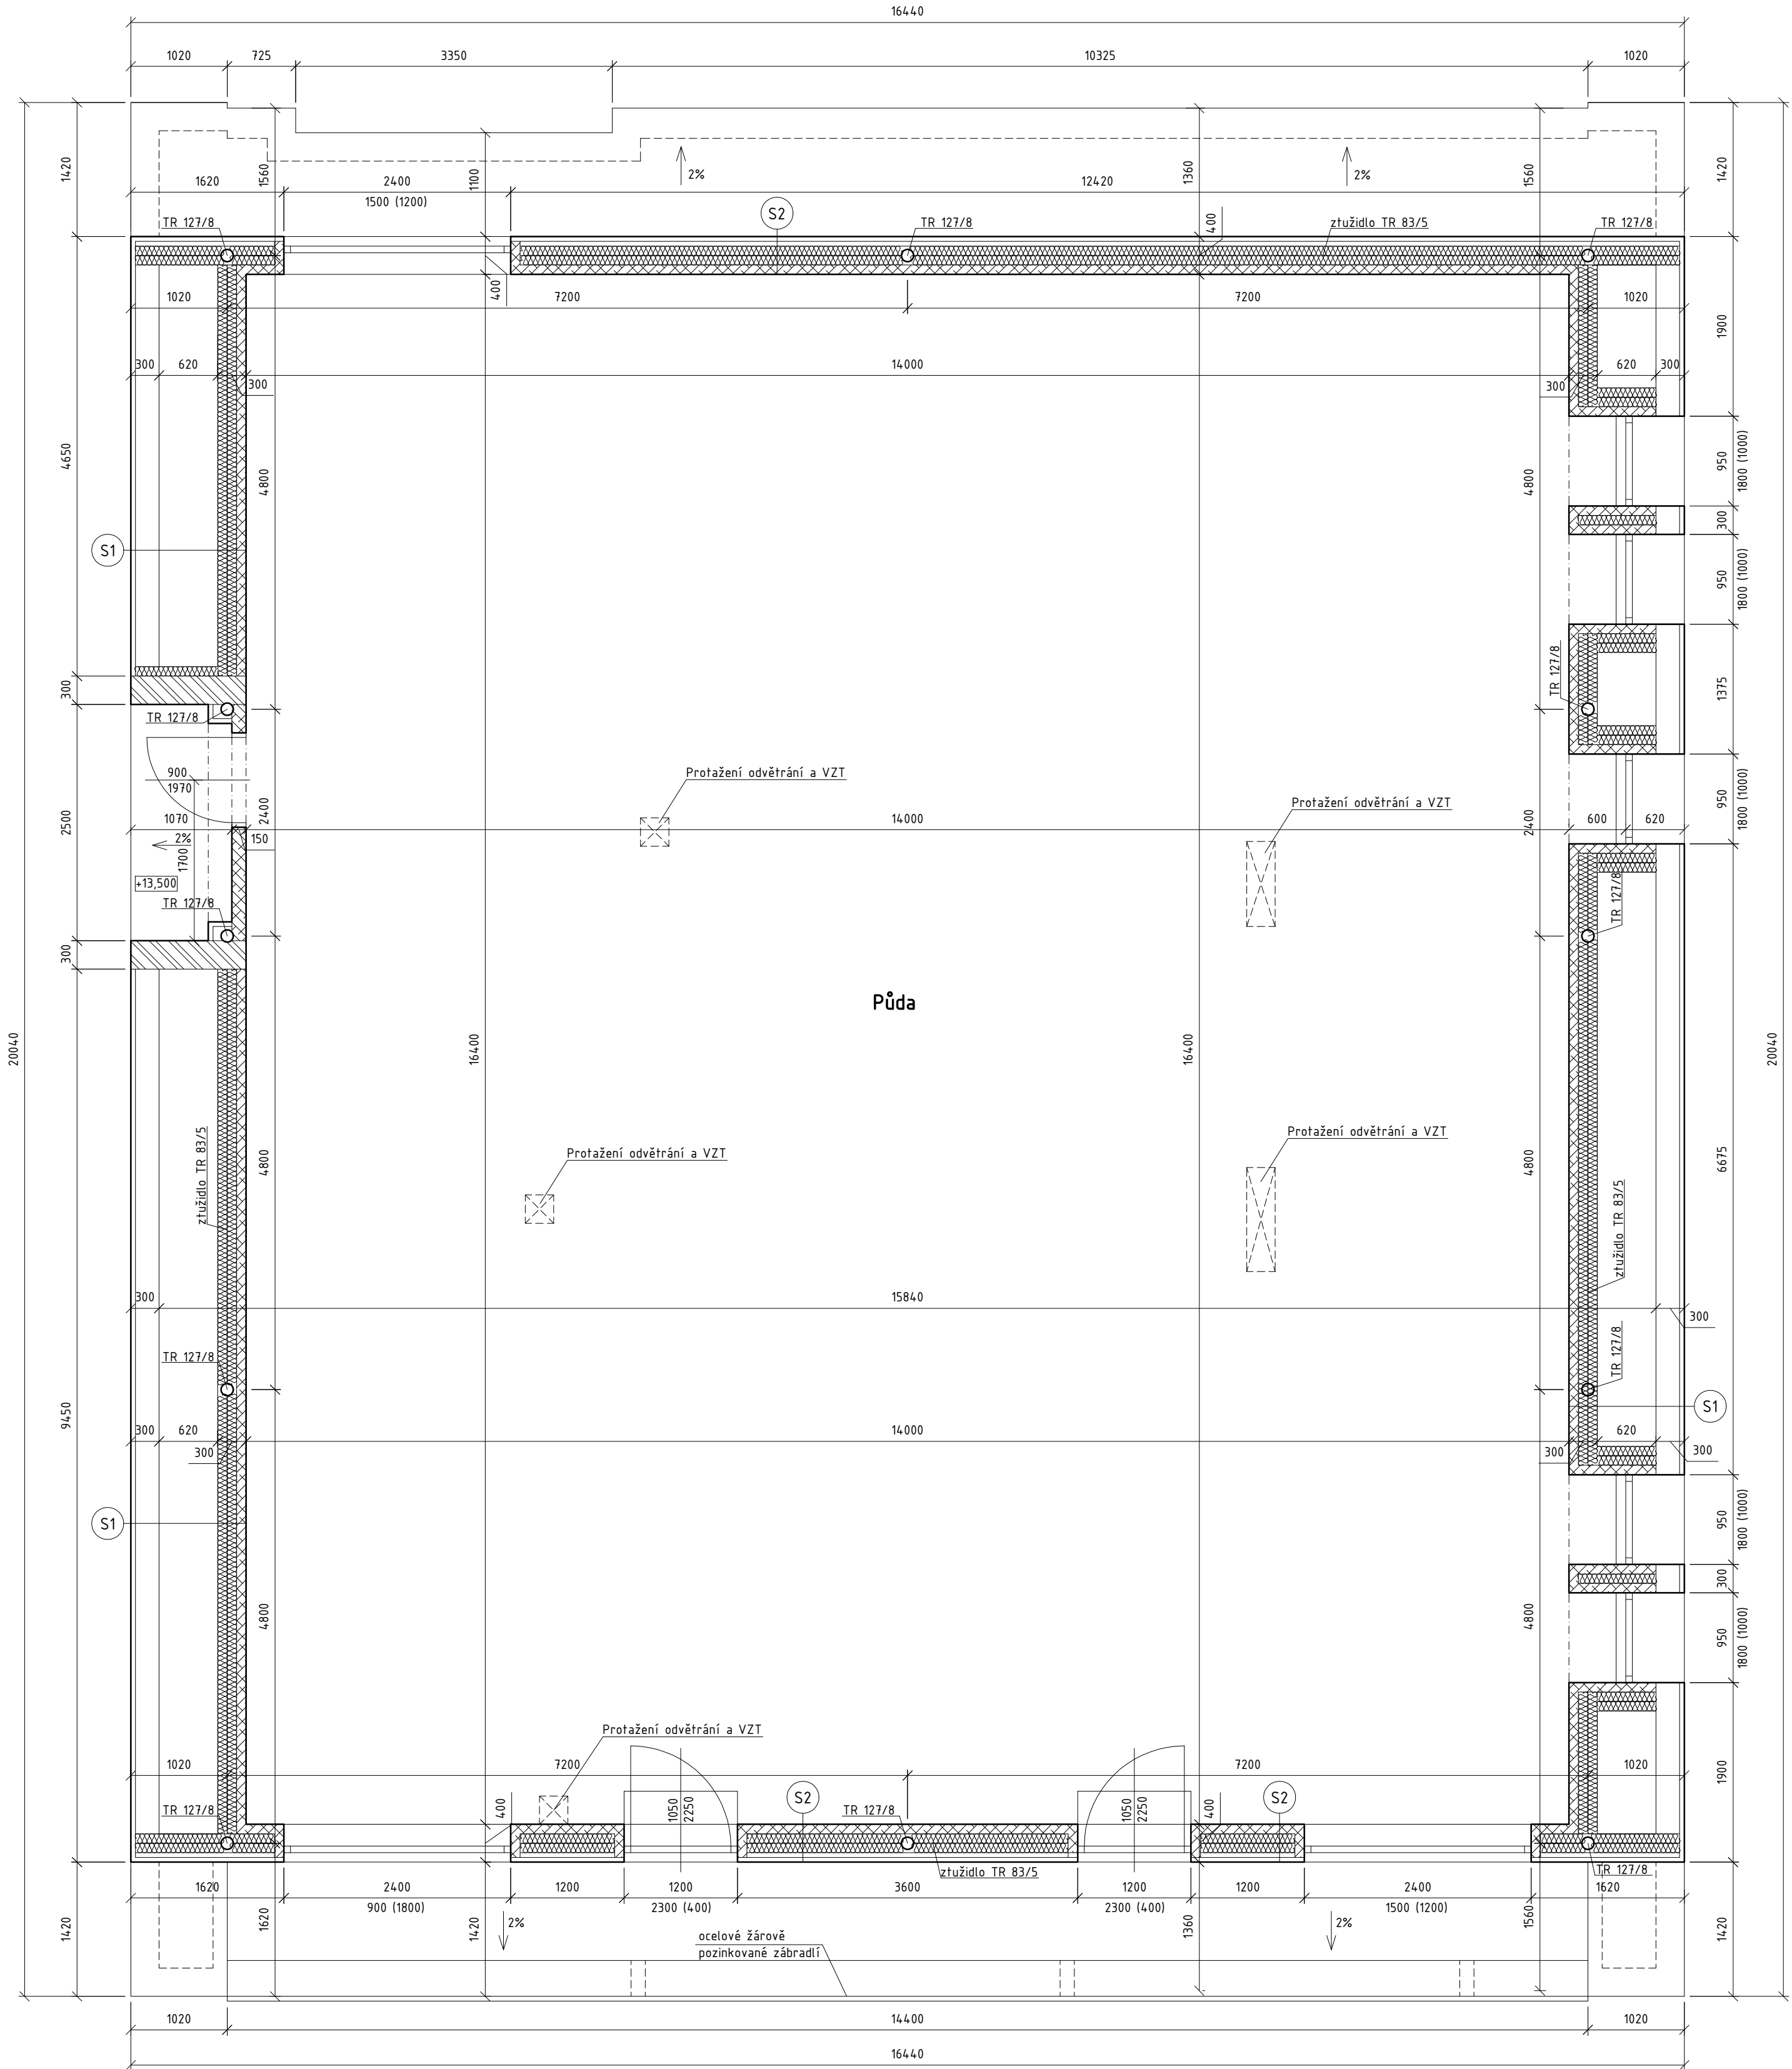 16440
1020 725 3350 10325 1020
1420 1560 1100 2% 1360 2% 1560 1420
1620 2400 12420
1500 (1200)
S2
TR 127/8 TR 127/8 400 ztužidlo TR 83/5 TR 127/8
400
1020 7200 7200 1020
1900
300 620 14000 620 300
300 300
4650 4800 4800
950 1800 (1000)
S1
300
950 1800 (1000)
TR 127/8
300 1375
TR 127/8
Protažení odvětrání a VZT
900
1970
Protažení odvětrání a VZT
2500 2400 2400 950 1800 (1000)
1070 14000 600 620
2% 150
1700
+13,500
TR 127/8 TR 127/8
300
Půda
20040 16400 16400 20040
ztužidlo TR 83/5
4800
Protažení odvětrání a VZT
Protažení odvětrání a VZT
4800 6675
ztužidlo TR 83/5
300 15840 300
TR 127/8 TR 127/8
9450
S1
300 620 14000 620
300 300 300
S1
950 1800 (1000)
300
4800 4800
950 1800 (1000)
Protažení odvětrání a VZT
1020 7200 7200 1020
1900
TR 127/8 400 1050
2250
S2
TR 127/8
1050
2250
400
S2
ztužidlo TR 83/5 TR 127/8
1620 2400 1200 1200 3600 1200 1200 2400 1620
900 (1800) 2300 (400) 2300 (400) 1500 (1200)
1420 1620 1420 2% 1360 2% 1560 1420
ocelové žárově
pozinkované zábradlí
1020 14400 1020
16440